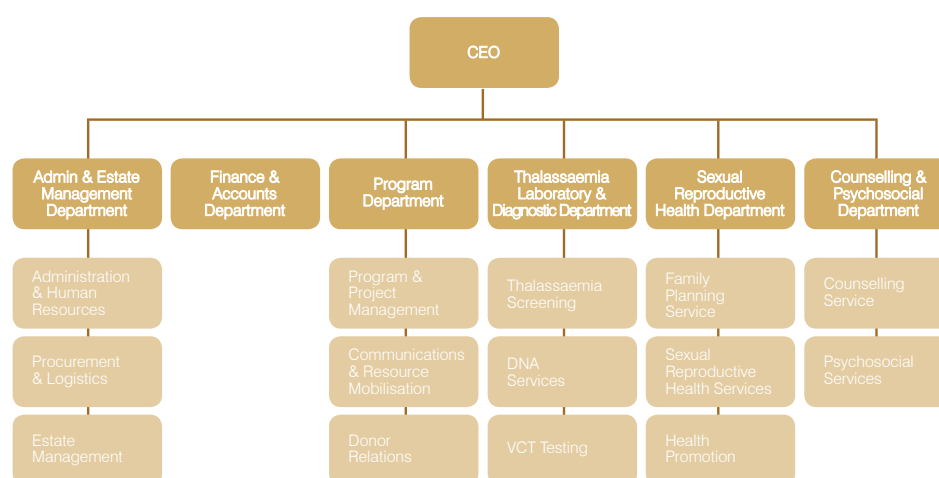 CEO
Admin & Estate
Management
Department
Finance &
Accounts
Department
Program
Department
Thalassaemia
Laboratory &
Diagnostic Department
Sexual
Reproductive
Health Department
Counselling &
Psychosocial
Department
Administration
& Human
Resources
Program &
Project
Management
Thalassaemia
Screening
Family
Planning
Service
Counselling
Service
Procurement
& Logistics
Communications
& Resource
Mobilisation
DNA
Services
Sexual
Reproductive
Health Services
Psychosocial
Services
Estate
Management
Donor
Relations
VCT Testing
Health
Promotion